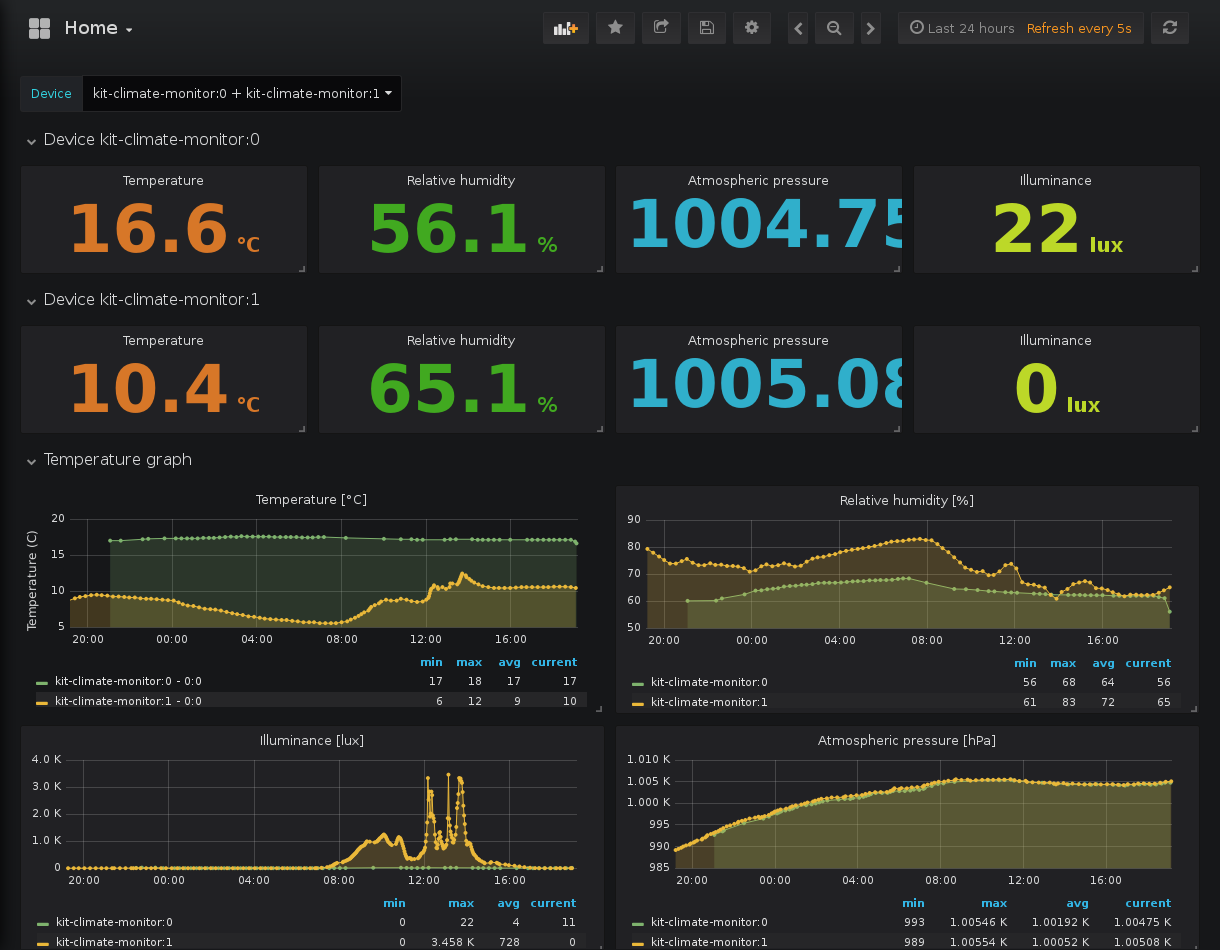 Home
Last 24 hours Refresh every 5s
Device kit-climate-monitor:0 + kit-climate-monitor:1
Device kit-climate-monitor:0
Temperature Relative humidity Atmospheric pressure Illuminance
16.6 °C 56.1 % 1004.75 22 lux
Device kit-climate-monitor:1
Temperature Relative humidity Atmospheric pressure Illuminance
10.4 °C 65.1 % 1005.08 0 lux
Temperature graph
Temperature [°C]
Temperature (C)
20
15
10
5
20:00 00:00 04:00 08:00 12:00 16:00
min max avg current
kit-climate-monitor:0 - 0:0 17 18 17 17
kit-climate-monitor:1 - 0:0 6 12 9 10
Relative humidity [%]
90
80
70
60
50
20:00 00:00 04:00 08:00 12:00 16:00
min max avg current
kit-climate-monitor:0 56 68 64 56
kit-climate-monitor:1 61 83 72 65
Illuminance [lux]
4.0 K
3.0 K
2.0 K
1.0 K
0
20:00 00:00 04:00 08:00 12:00 16:00
min max avg current
kit-climate-monitor:0 0 22 4 11
kit-climate-monitor:1 0 3.458 K 728 0
Atmospheric pressure [hPa]
1.010 K
1.005 K
1.000 K
995
990
985
20:00 00:00 04:00 08:00 12:00 16:00
min max avg current
kit-climate-monitor:0 993 1.00546 K 1.00192 K 1.00475 K
kit-climate-monitor:1 989 1.00554 K 1.00052 K 1.00508 K